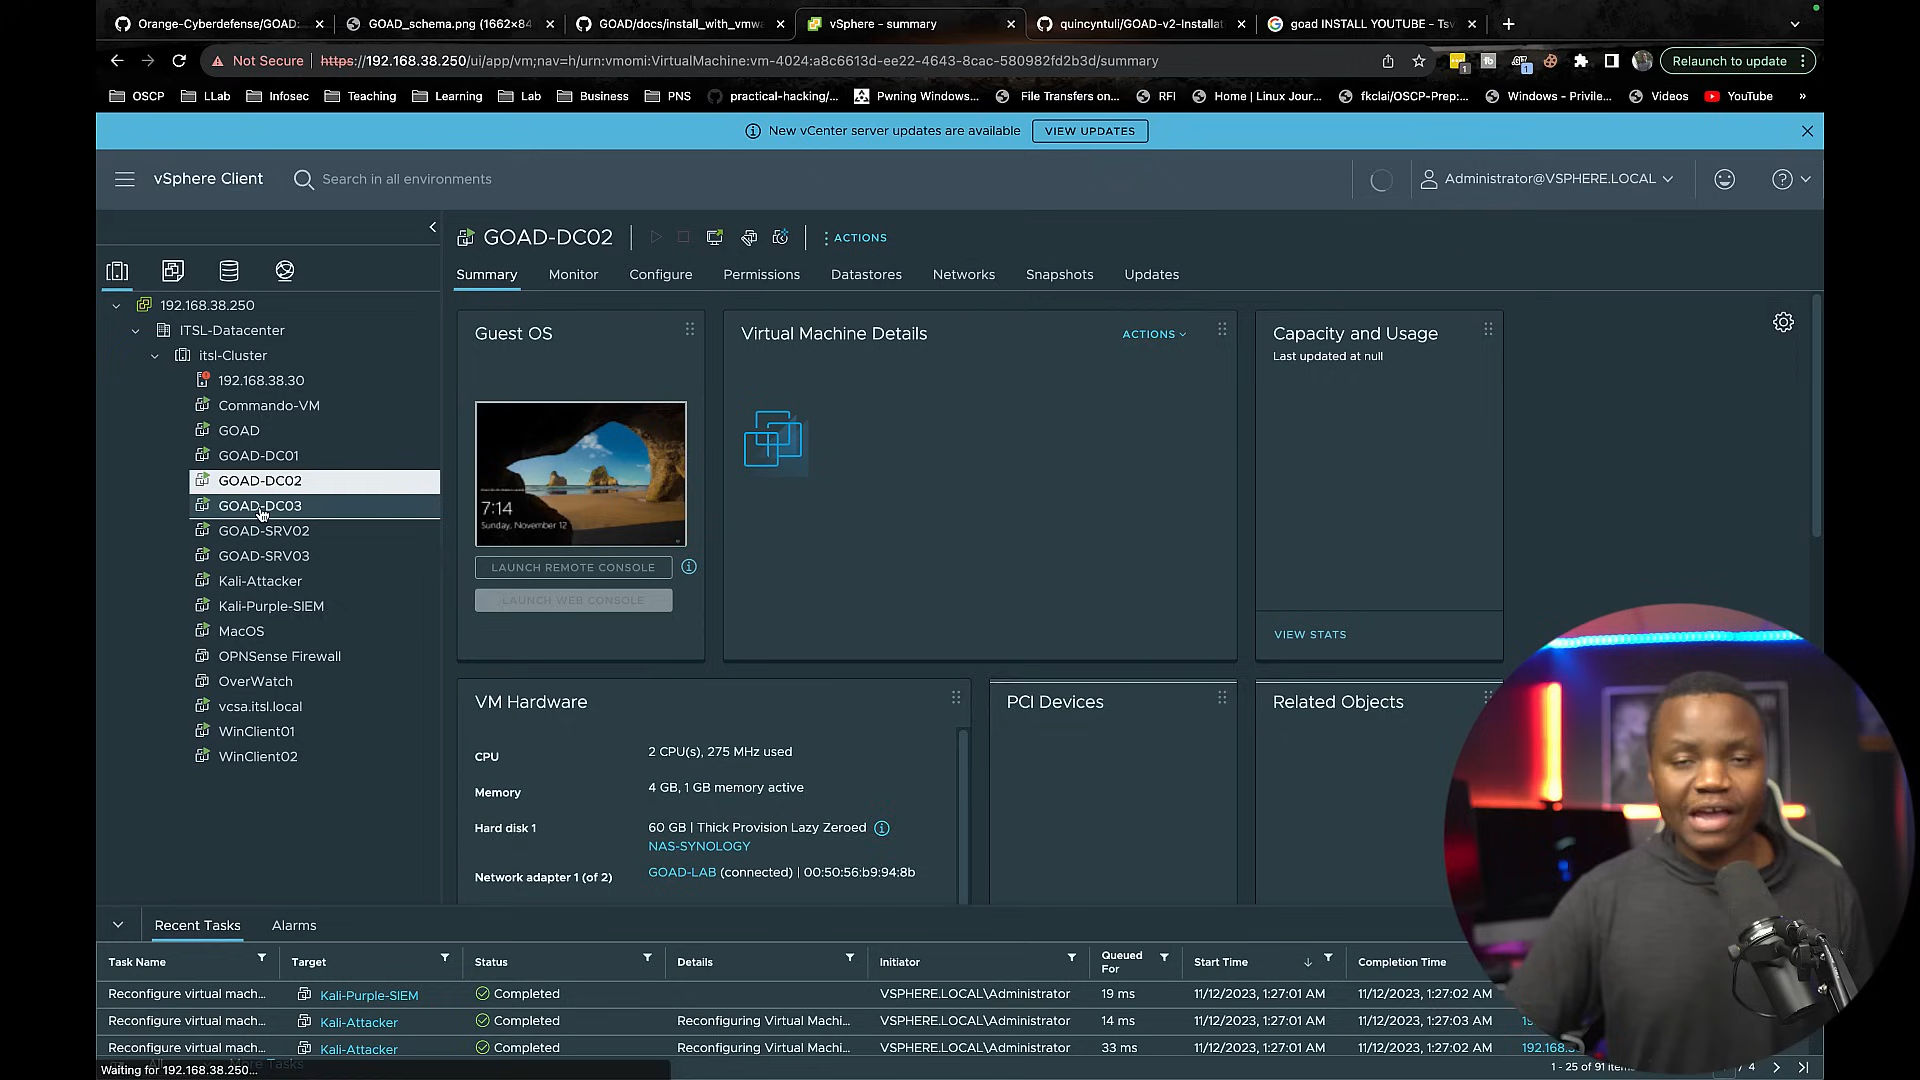 Orange-Cyberdefense/GOAD:
GOAD_schema.png (1662×84
GOAD/docs/install_with_vmwa
vSphere - summary
quincyntuli/GOAD-v2-Installat
goad INSTALL YOUTUBE - Tsv
Not Secure
https://192.168.38.250/ui/app/vm;nav=h/urn:vmomi:VirtualMachine:vm-4024:a8c6613d-ee22-4643-8cac-580982fd2b3d/summary
Relaunch to update
OSCP
LLab
Infosec
Teaching
Learning
Lab
Business
PNS
practical-hacking/...
Pwning Windows...
File Transfers on...
RFI
Home | Linux Jour...
fkclai/OSCP-Prep:...
Windows - Privile...
Videos
YouTube
»
New vCenter server updates are available
VIEW UPDATES
vSphere Client
Search in all environments
Administrator@VSPHERE.LOCAL
192.168.38.250
ITSL-Datacenter
itsl-Cluster
192.168.38.30
Commando-VM
GOAD
GOAD-DC01
GOAD-DC02
GOAD-DC03
GOAD-SRV02
GOAD-SRV03
Kali-Attacker
Kali-Purple-SIEM
MacOS
OPNSense Firewall
OverWatch
vcsa.itsl.local
WinClient01
WinClient02
GOAD-DC02
ACTIONS
Summary
Monitor
Configure
Permissions
Datastores
Networks
Snapshots
Updates
Guest OS
7:14
Sunday, November 12
LAUNCH REMOTE CONSOLE
LAUNCH WEB CONSOLE
Virtual Machine Details
ACTIONS
Capacity and Usage
Last updated at null
VIEW STATS
VM Hardware
CPU
2 CPU(s), 275 MHz used
Memory
4 GB, 1 GB memory active
Hard disk 1
60 GB | Thick Provision Lazy Zeroed
NAS-SYNOLOGY
Network adapter 1 (of 2)
GOAD-LAB (connected) | 00:50:56:b9:94:8b
PCI Devices
Related Objects
Recent Tasks
Alarms
Task Name
Target
Status
Details
Initiator
Queued For
Start Time
Completion Time
Reconfigure virtual mach... Kali-Purple-SIEM Completed VSPHERE.LOCAL\Administrator 19 ms 11/12/2023, 1:27:01 AM 11/12/2023, 1:27:02 AM
Reconfigure virtual mach... Kali-Attacker Completed Reconfiguring Virtual Machi... VSPHERE.LOCAL\Administrator 14 ms 11/12/2023, 1:27:01 AM 11/12/2023, 1:27:03 AM
Reconfigure virtual mach... Kali-Attacker Completed Reconfiguring Virtual Machi... VSPHERE.LOCAL\Administrator 33 ms 11/12/2023, 1:27:01 AM 11/12/2023, 1:27:02 AM 192.168.3
Waiting for 192.168.38.250...
1 - 25 of 91 items
/ 4